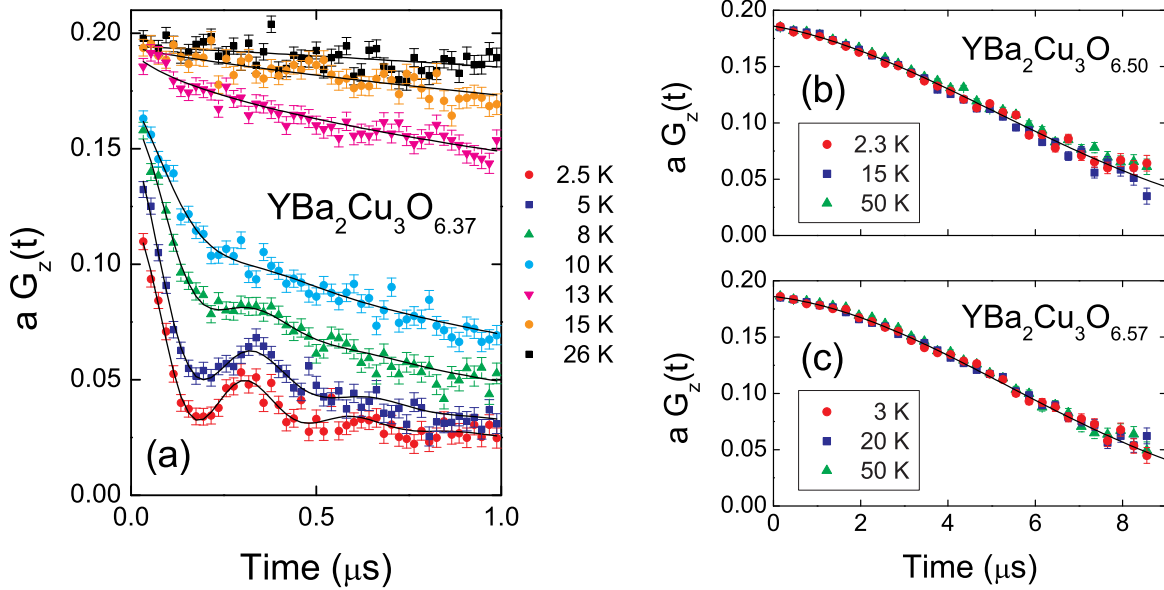 a G_z(t)
0.20
0.15
0.10
0.05
0.00
YBa₂Cu₃O₆.₃₇
(a)
0.0 0.5 1.0
Time (μs)
2.5 K
5 K
8 K
10 K
13 K
15 K
26 K
a G_z(t)
0.20
0.15
0.10
0.05
0.00
YBa₂Cu₃O₆.₅₀
(b)
2.3 K
15 K
50 K
a G_z(t)
0.20
0.15
0.10
0.05
0.00
YBa₂Cu₃O₆.₅₇
(c)
3 K
20 K
50 K
0 2 4 6 8
Time (μs)